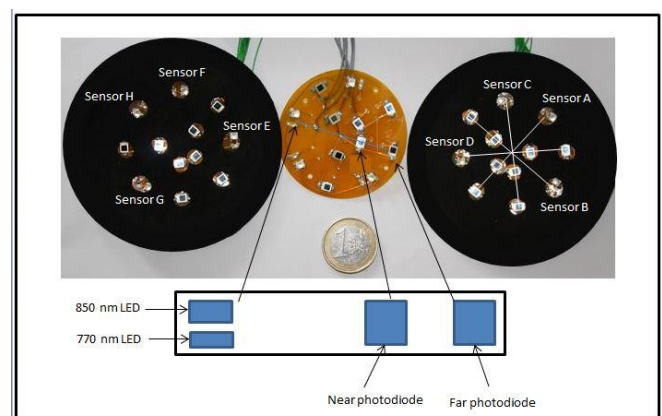 Sensor F
Sensor H
Sensor E
Sensor G
Sensor C
Sensor A
Sensor D
Sensor B
850 nm LED
770 nm LED
Near photodiode
Far photodiode